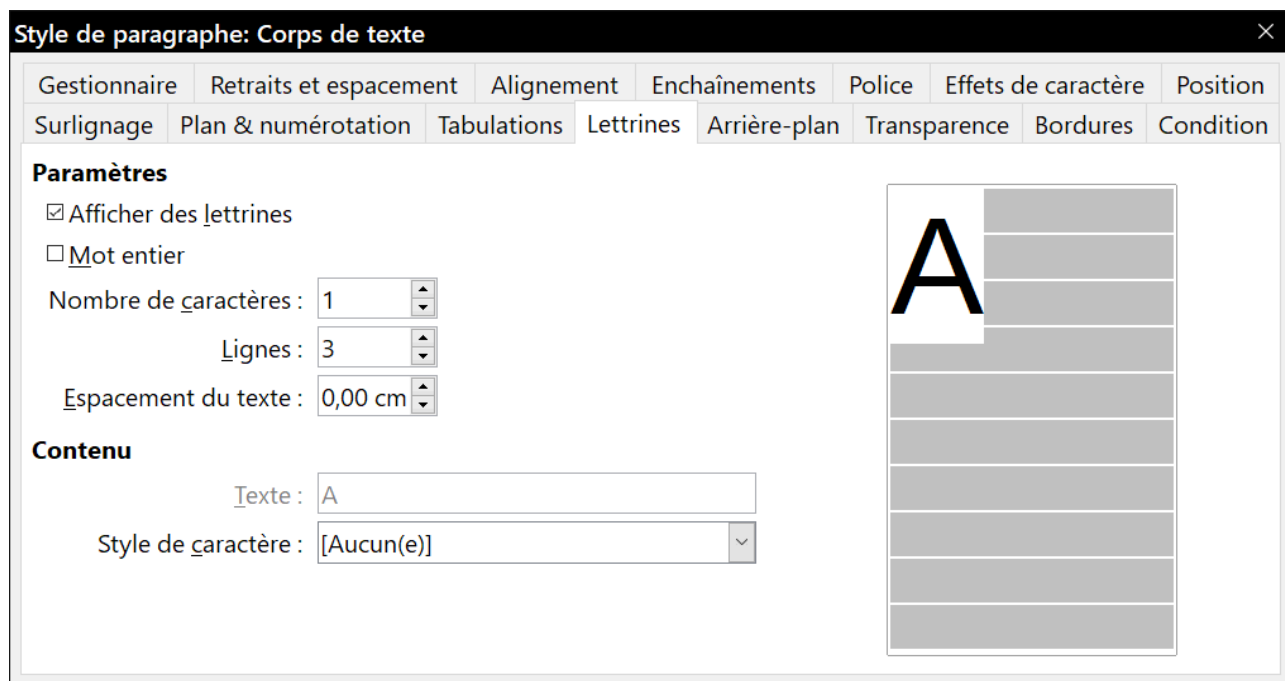 Style de paragraphe: Corps de texte
Gestionnaire Retraits et espacement Alignement Enchaînements Police Effets de caractère Position
Surlignage Plan & numérotation Tabulations Lettrines Arrière-plan Transparence Bordures Condition
Paramètres
Afficher des lettrines
Mot entier
Nombre de caractères : 1
Lignes : 3
Espacement du texte : 0,00 cm
Contenu
Texte : A
Style de caractère : [Aucun(e)]
A